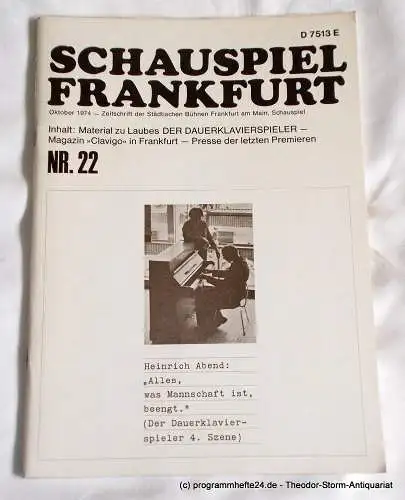 D 7513 E
SCHAUSPIEL
FRANKFURT
Oktober 1974 — Zeitschrift der Städtischen Bühnen Frankfurt am Main, Schauspiel
Inhalt: Material zu Laubes DER DAUERKLAVIERSPIELER —
Magazin »Clavigo« in Frankfurt — Presse der letzten Premieren
NR. 22
Heinrich Abend:
„Alles,
was Mannschaft ist,
beengt."
(Der Dauerklavier-
spieler 4. Szene)
(c) programmhefte24.de - Theodor-Storm-Antiquariat